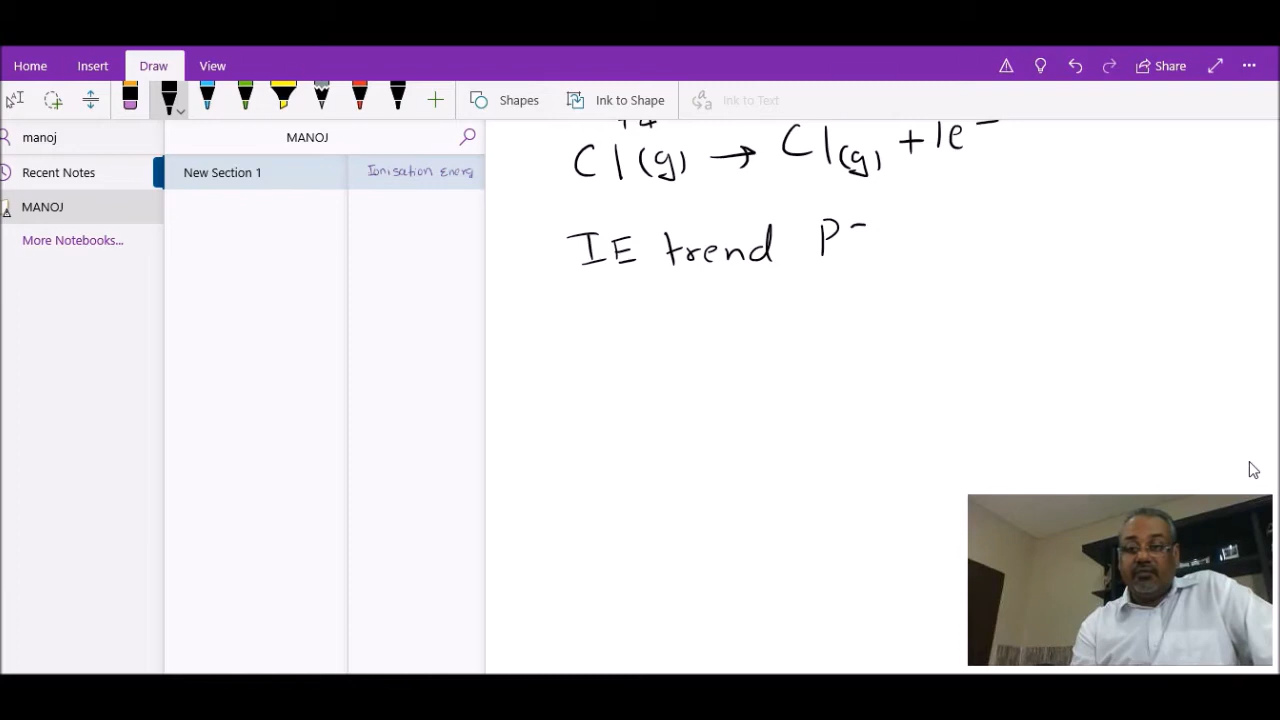 Home Insert Draw View Share
Shapes Ink to Shape Ink to Text
manoj MANOJ
Recent Notes New Section 1 Ionisation Energ
MANOJ
More Notebooks...
Cl(g) → Cl(g) + 1e⁻
IE trend P